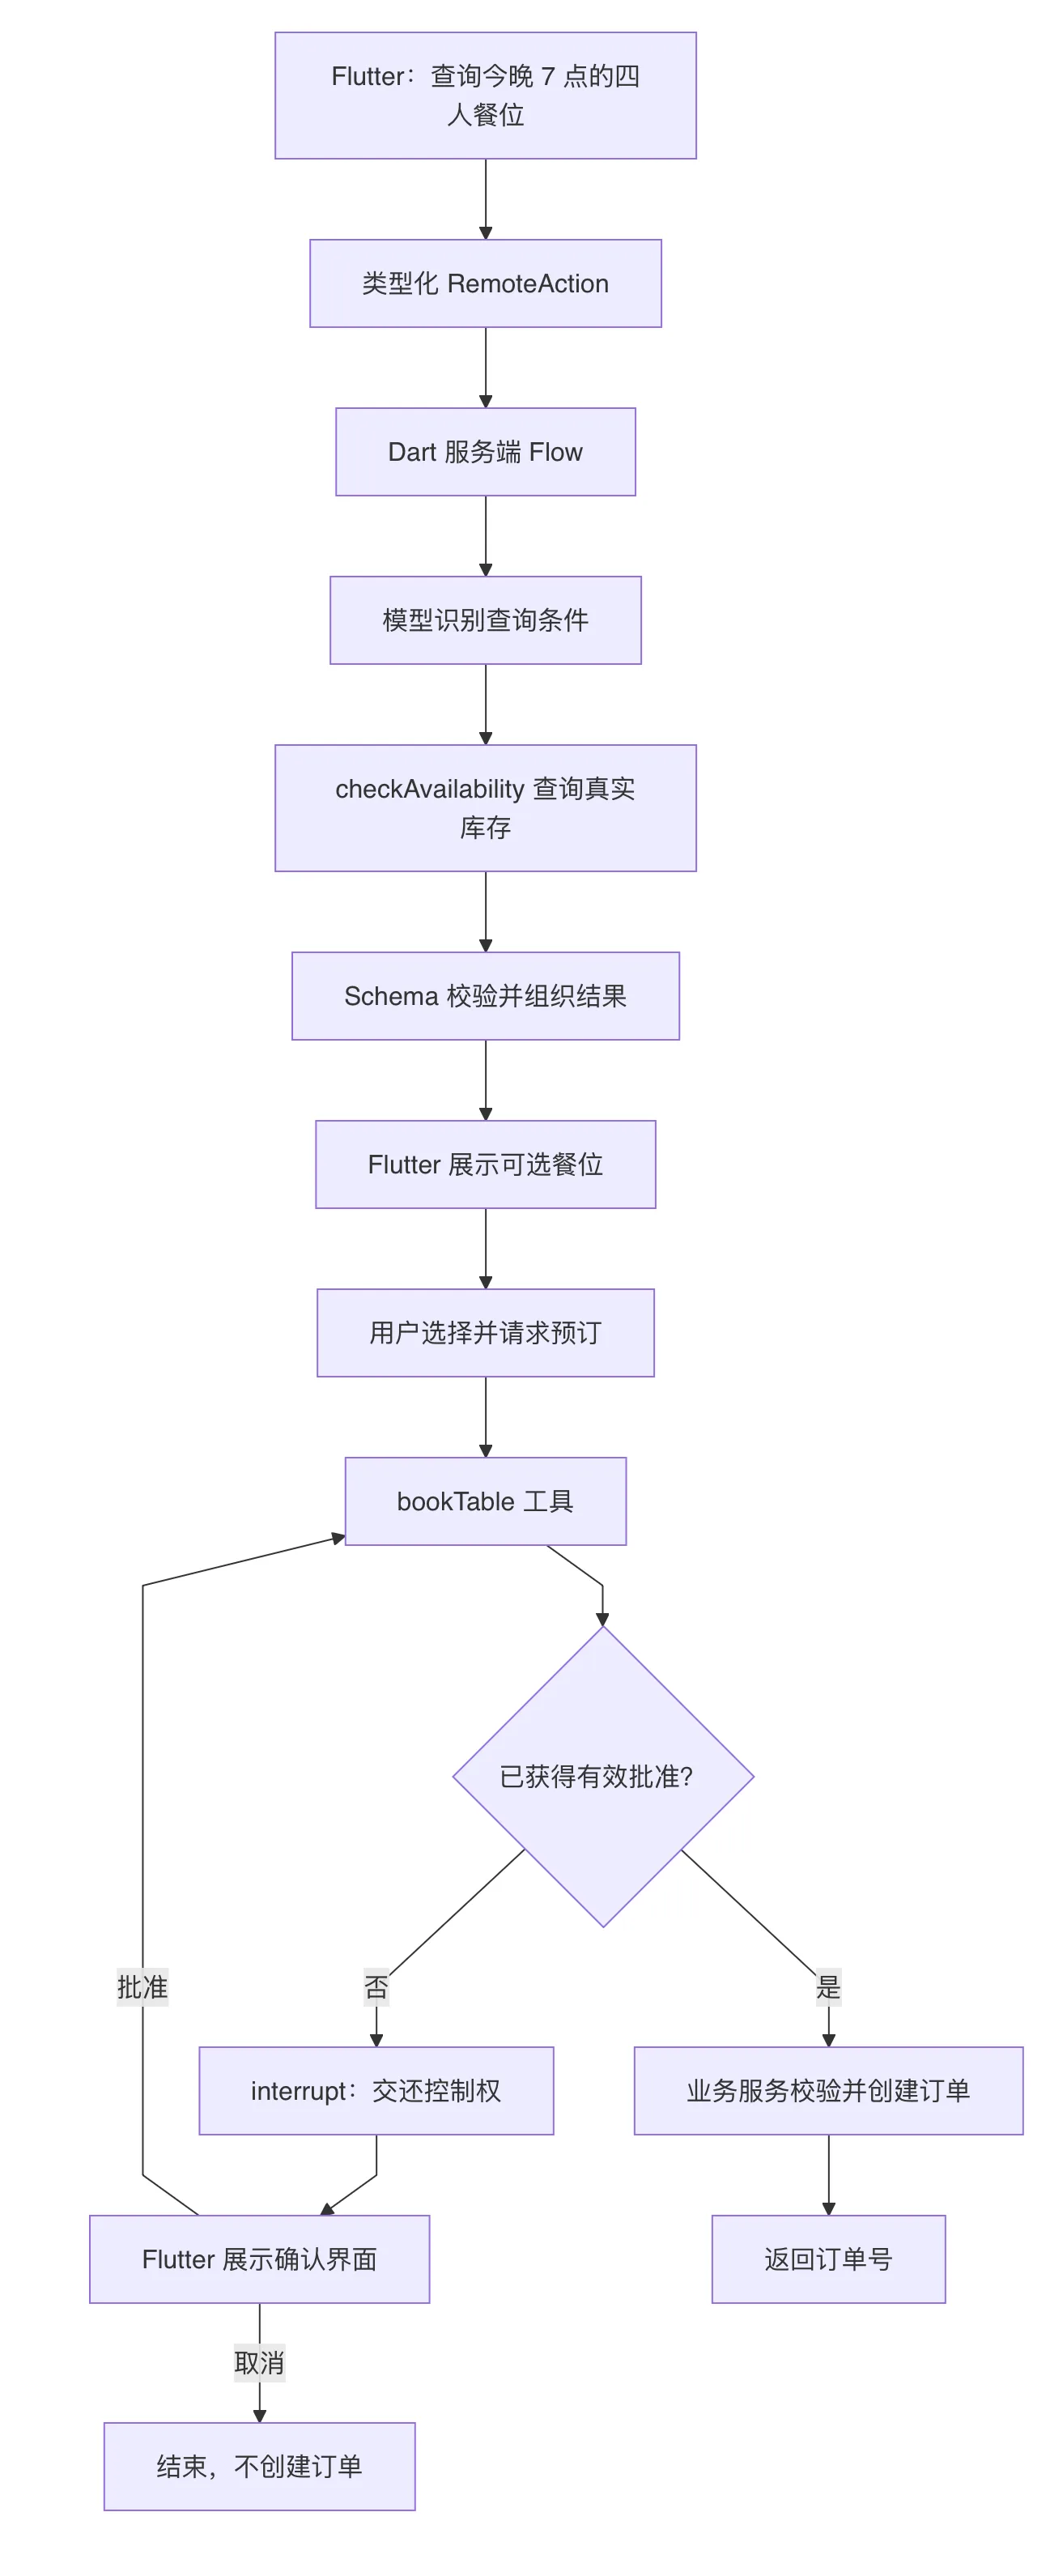 Flutter：查询今晚 7 点的四
人餐位
类型化 RemoteAction
Dart 服务端 Flow
模型识别查询条件
checkAvailability 查询真实
库存
Schema 校验并组织结果
Flutter 展示可选餐位
用户选择并请求预订
bookTable 工具
已获得有效批准？
批准
否
是
interrupt：交还控制权
业务服务校验并创建订单
Flutter 展示确认界面
返回订单号
取消
结束，不创建订单